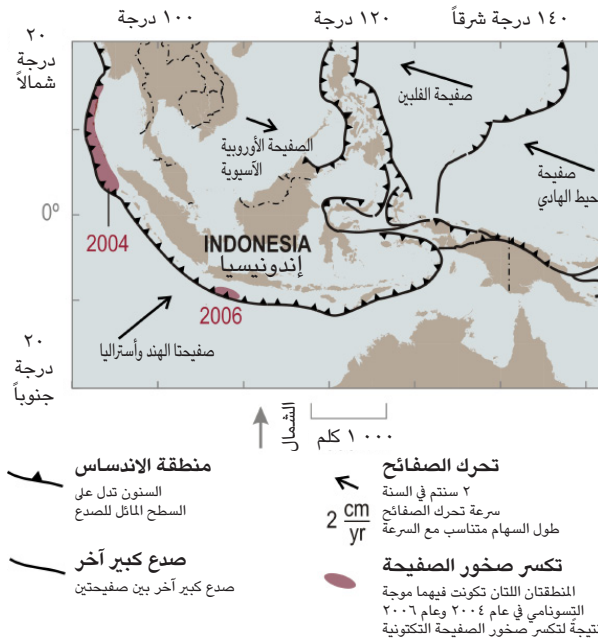 ١٠٠ درجة
١٢٠ درجة
١٤٠ درجة شرقاً
٢٠
درجة
شمالاً
صفيحة الفلبين
الصفيحة الأوروبية
الآسيوية
صفيحة
حيط الهادي
0º
2004
INDONESIA
إندونيسيا
2006
صفيحتا الهند وأستراليا
٢٠
درجة
جنوباً
الشمال
١٠٠٠ كلم
تحرك الصفائح
٢ سنتم في السنة
سرعة تحرك الصفائح
طول السهام متناسب مع السرعة
2 cm
yr
منطقة الاندساس
السنون تدل على
السطح المائل للصدع
صدع كبير آخر
صدع كبير آخر بين صفيحتين
تكسر صخور الصفيحة
المنطقتان اللتان تكونت فيهما موجة
التسونامي في عام ٢٠٠٤ وعام ٢٠٠٦
نتيجةً لتكسر صخور الصفيحة التكتونية